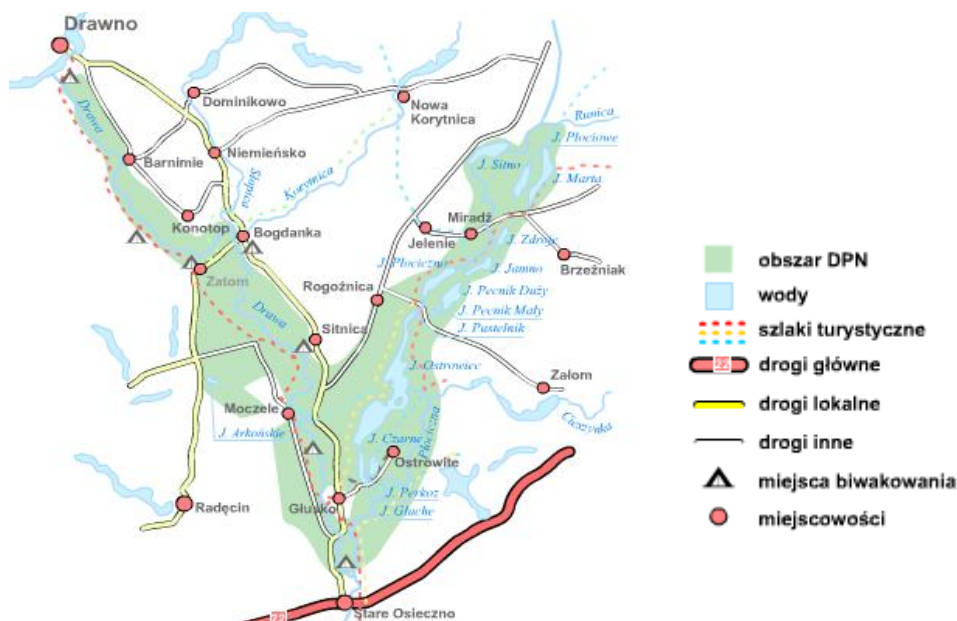 Drawno
Dominikowo
Nowa
Korytnica
Runica
J. Płociowe
Drawa
Barnimie
Niemieńsko
J. Sitno
Słopica
Korytnica
J. Marta
Konotop
Bogdanka
Miradź
Jelenie
J. Zdroje
J. Płociczno
Brzeźniak
Zatom
J. Jamno
Rogoźnica
J. Pecnik Duży
J. Pecnik Mały
Drawa
J. Pastelnik
Sitnica
J. Ostrowiec
Załom
Moczele
Płociczna
Cieszynka
J. Arkońskie
J. Czarne
Ostrowite
J. Perkoz
Radęcin
Głusko
J. Głuche
Stare Osieczno
22
obszar DPN
wody
szlaki turystyczne
22
drogi główne
drogi lokalne
drogi inne
miejsca biwakowania
miejscowości